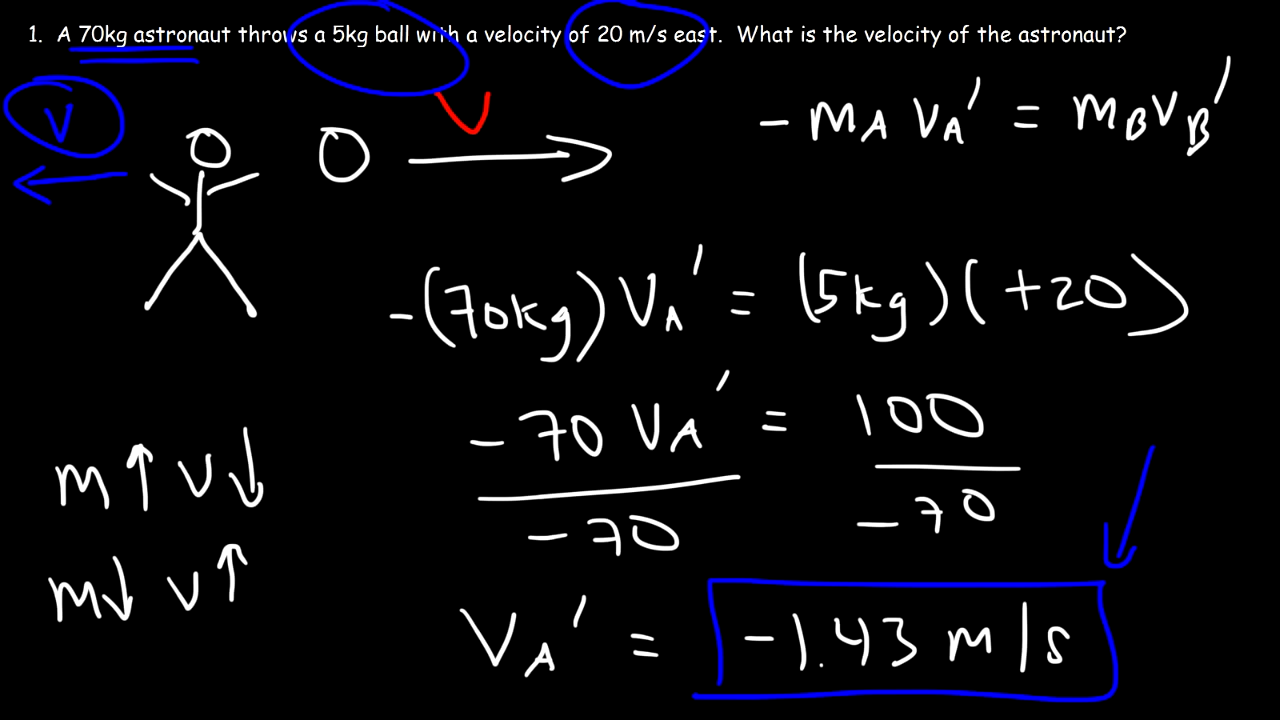 1. A 70kg astronaut throws a 5kg ball with a velocity of 20 m/s east. What is the velocity of the astronaut?
V
V
- mA VA' = mB VB'
-(70kg) VA' = (5kg)(+20)
-70 VA' = 100
-70 -70
m↑ V↓
m↓ V↑
VA' = -1.43 m/s